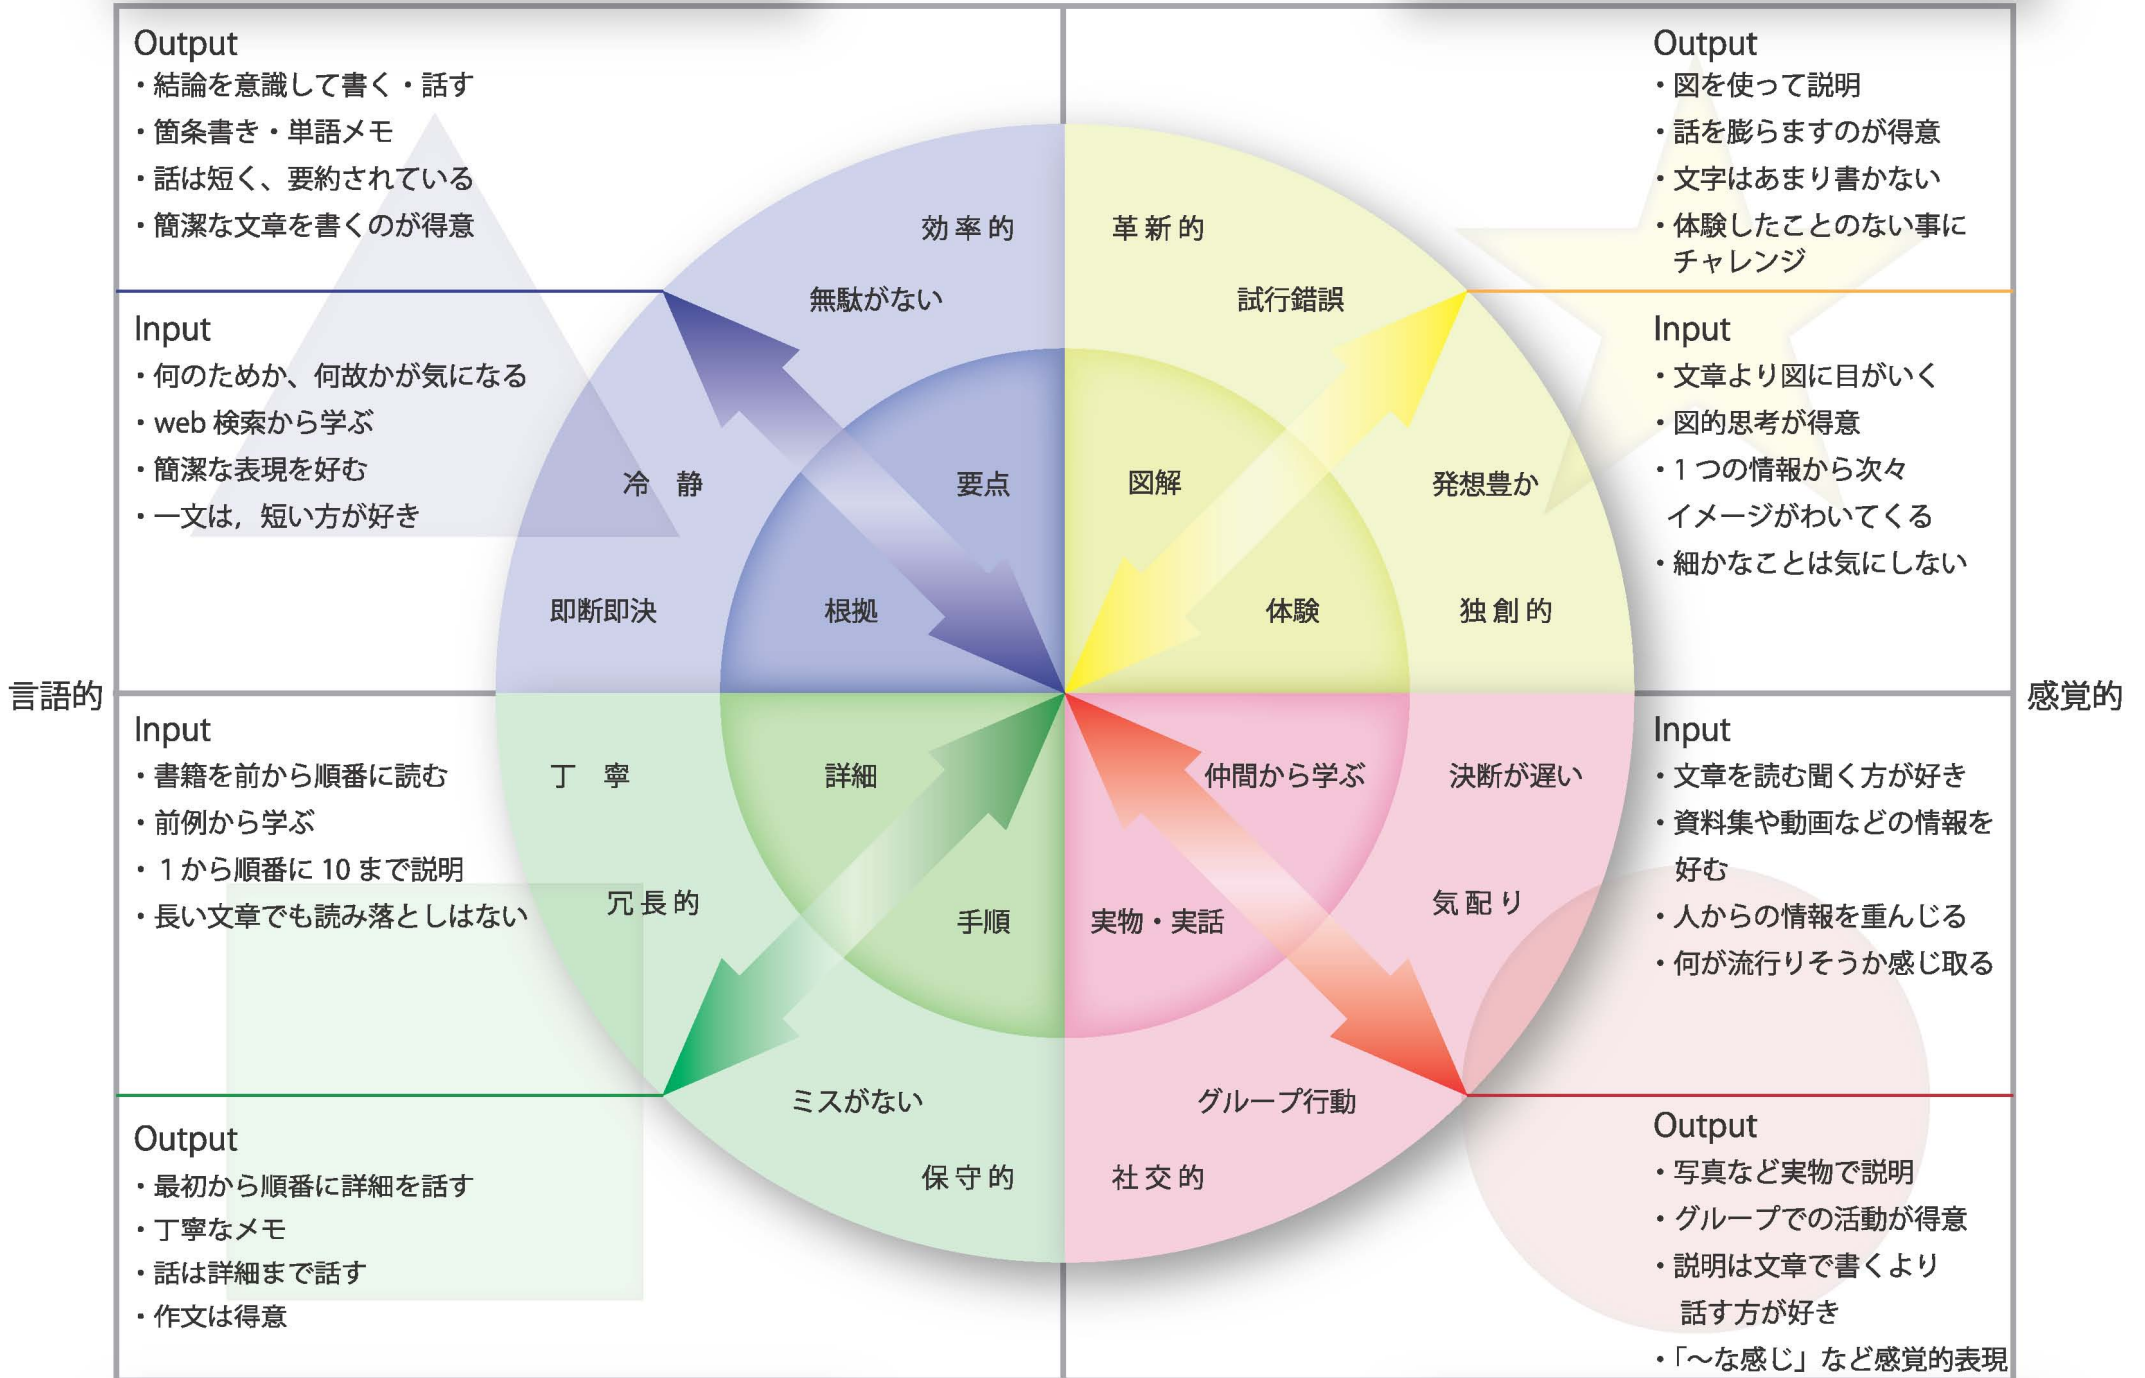 Output
・結論を意識して書く・話す
・箇条書き・単語メモ
・話は短く、要約されている
・簡潔な文章を書くのが得意
Input
・何のためか、何故かが気になる
・web 検索から学ぶ
・簡潔な表現を好む
・一文は，短い方が好き
効率的
無駄がない
冷　静
即断即決
要点
根拠
革新的
試行錯誤
発想豊か
独創的
図解
体験
Output
・図を使って説明
・話を膨らますのが得意
・文字はあまり書かない
・体験したことのない事に
チャレンジ
Input
・文章より図に目がいく
・図的思考が得意
・1 つの情報から次々
イメージがわいてくる
・細かなことは気にしない
言語的
感覚的
Input
・書籍を前から順番に読む
・前例から学ぶ
・１から順番に 10 まで説明
・長い文章でも読み落としはない
Output
・最初から順番に詳細を話す
・丁寧なメモ
・話は詳細まで話す
・作文は得意
丁　寧
冗長的
ミスがない
保守的
詳細
手順
仲間から学ぶ
実物・実話
決断が遅い
気配り
グループ行動
社交的
Input
・文章を読む聞く方が好き
・資料集や動画などの情報を
好む
・人からの情報を重んじる
・何が流行りそうか感じ取る
Output
・写真など実物で説明
・グループでの活動が得意
・説明は文章で書くより
話す方が好き
・「～な感じ」など感覚的表現